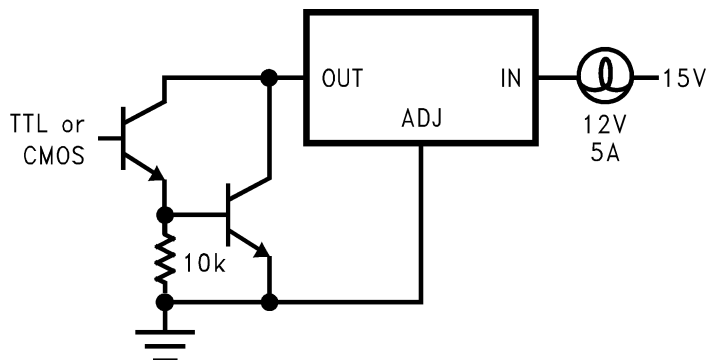 OUT
IN
ADJ
15V
12V
5A
TTL or
CMOS
10k